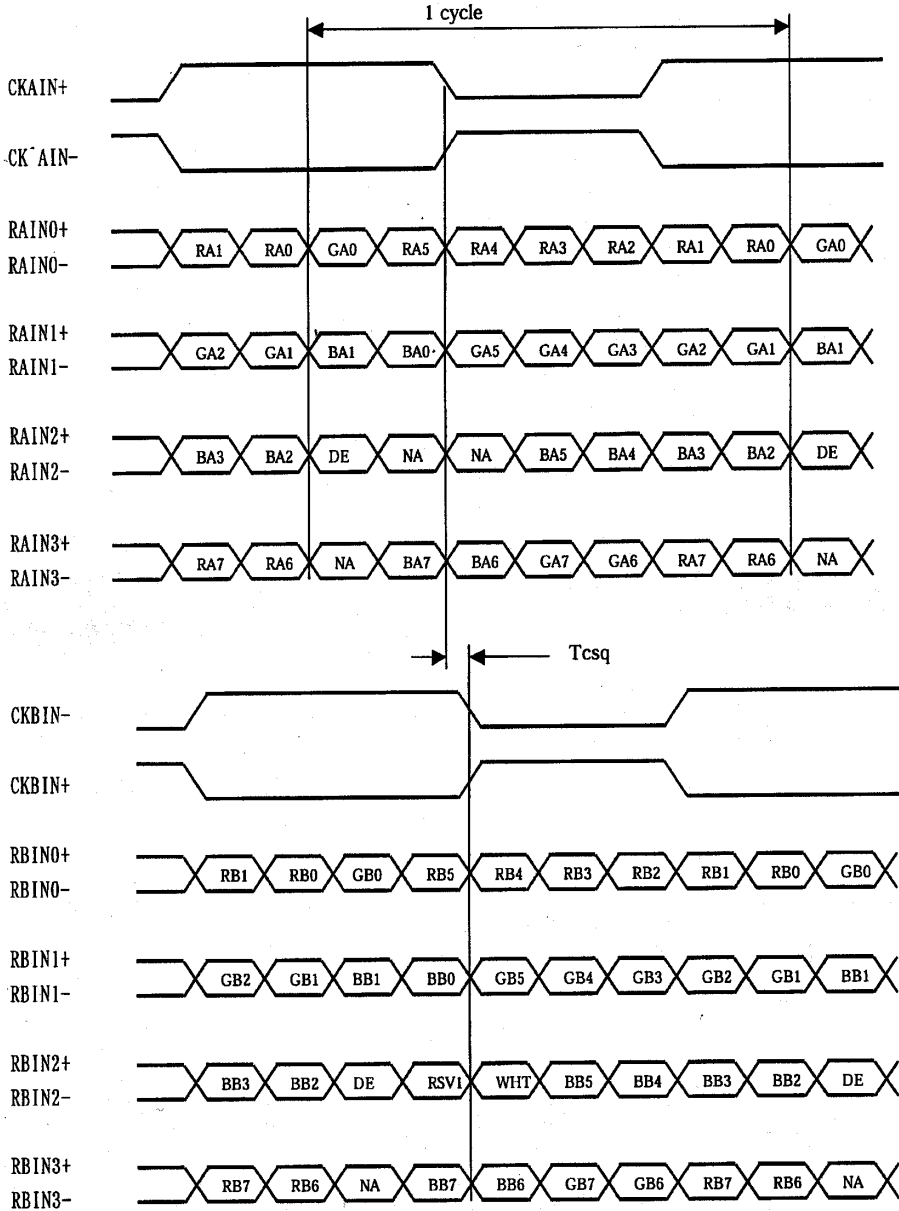 1 cycle
CKAIN+
CK-AIN-
RAIN0+
RA1 RA0 GA0 RA5 RA4 RA3 RA2 RA1 RA0 GA0
RAIN0-
RAIN1+
GA2 GA1 BA1 BA0 GA5 GA4 GA3 GA2 GA1 BA1
RAIN1-
RAIN2+
BA3 BA2 DE NA NA BA5 BA4 BA3 BA2 DE
RAIN2-
RAIN3+
RA7 RA6 NA BA7 BA6 GA7 GA6 RA7 RA6 NA
RAIN3-
Tcsq
CKBIN-
CKBIN+
RBIN0+
RB1 RB0 GB0 RB5 RB4 RB3 RB2 RB1 RB0 GB0
RBIN0-
RBIN1+
GB2 GB1 BB1 BB0 GB5 GB4 GB3 GB2 GB1 BB1
RBIN1-
RBIN2+
BB3 BB2 DE RSV1 WHT BB5 BB4 BB3 BB2 DE
RBIN2-
RBIN3+
RB7 RB6 NA BB7 BB6 GB7 GB6 RB7 RB6 NA
RBIN3-